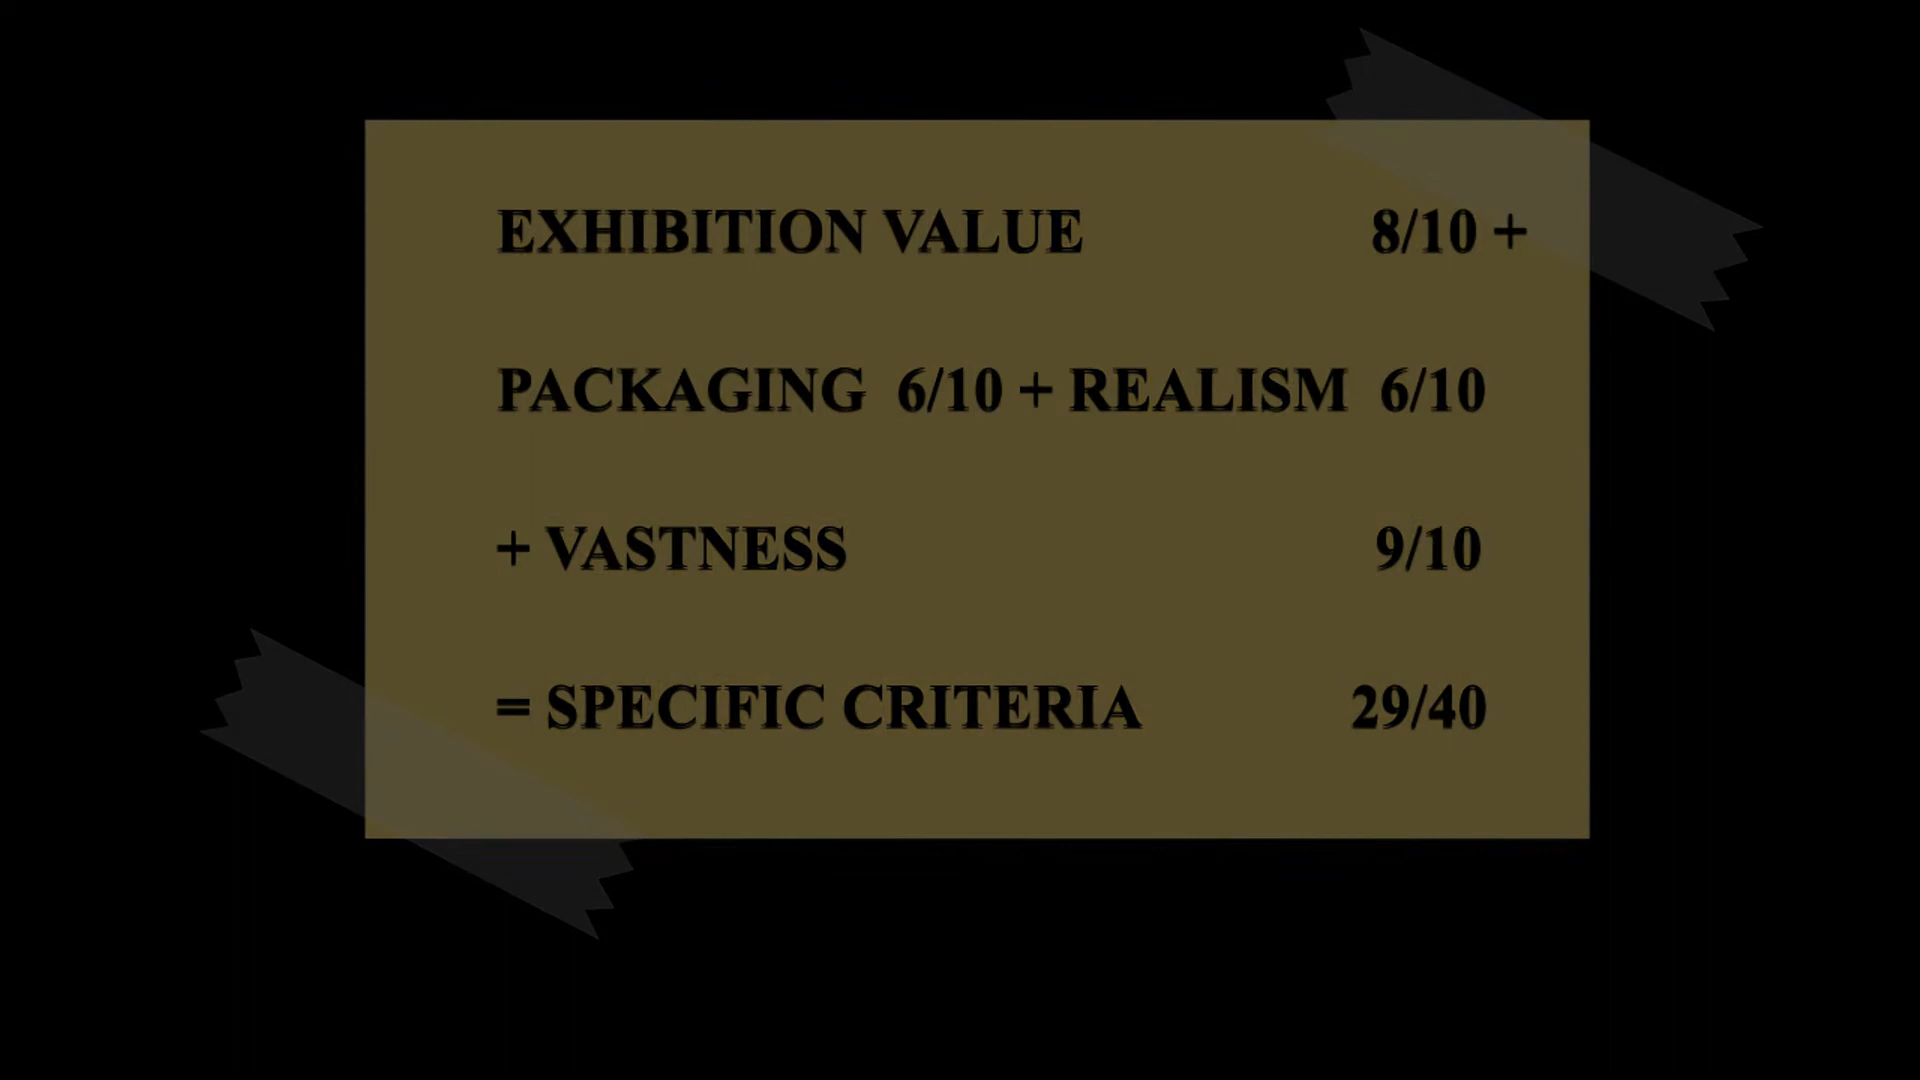 EXHIBITION VALUE 8/10 +
PACKAGING 6/10 + REALISM 6/10
+ VASTNESS 9/10
= SPECIFIC CRITERIA 29/40